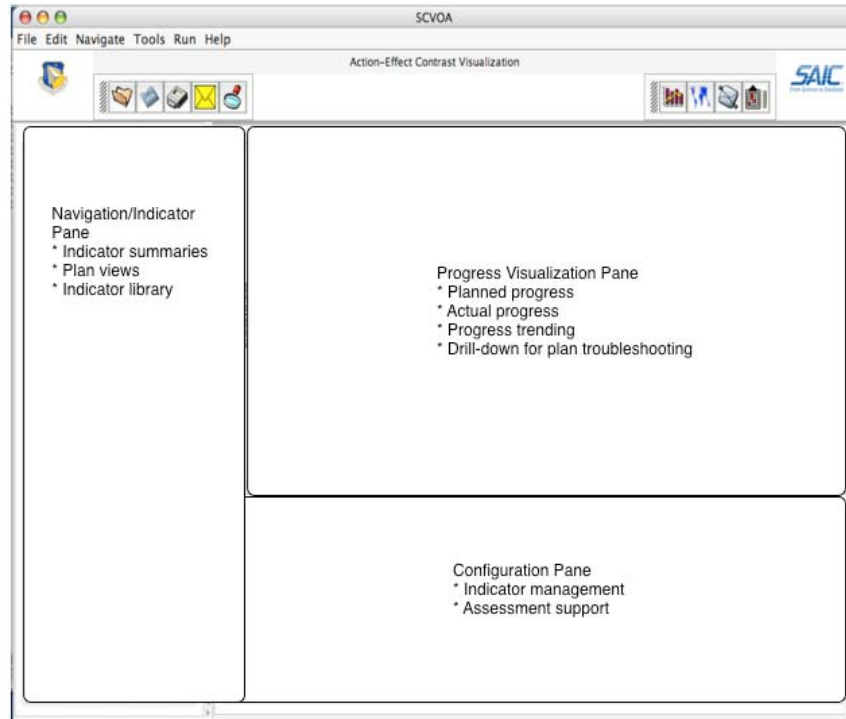 SCVOA
File Edit Navigate Tools Run Help
Action-Effect Contrast Visualization
SAIC
Navigation/Indicator
Pane
* Indicator summaries
* Plan views
* Indicator library
Progress Visualization Pane
* Planned progress
* Actual progress
* Progress trending
* Drill-down for plan troubleshooting
Configuration Pane
* Indicator management
* Assessment support